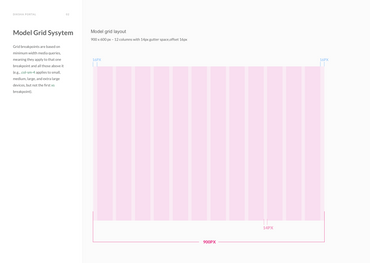 Model Grid Sysytem
Grid breakpoints are based on
minimum width media queries,
meaning they apply to that one
breakpoint and all those above it
(e.g., .col-sm-4 applies to small,
medium, large, and extra large
devices, but not the first xs
breakpoint).
Model grid layout
900 x 600 px – 12 columns with 14px gutter space,offset 16px
14PX
900PX